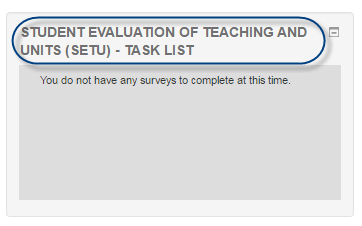 STUDENT EVALUATION OF TEACHING AND
UNITS (SETU) - TASK LIST
You do not have any surveys to complete at this time.